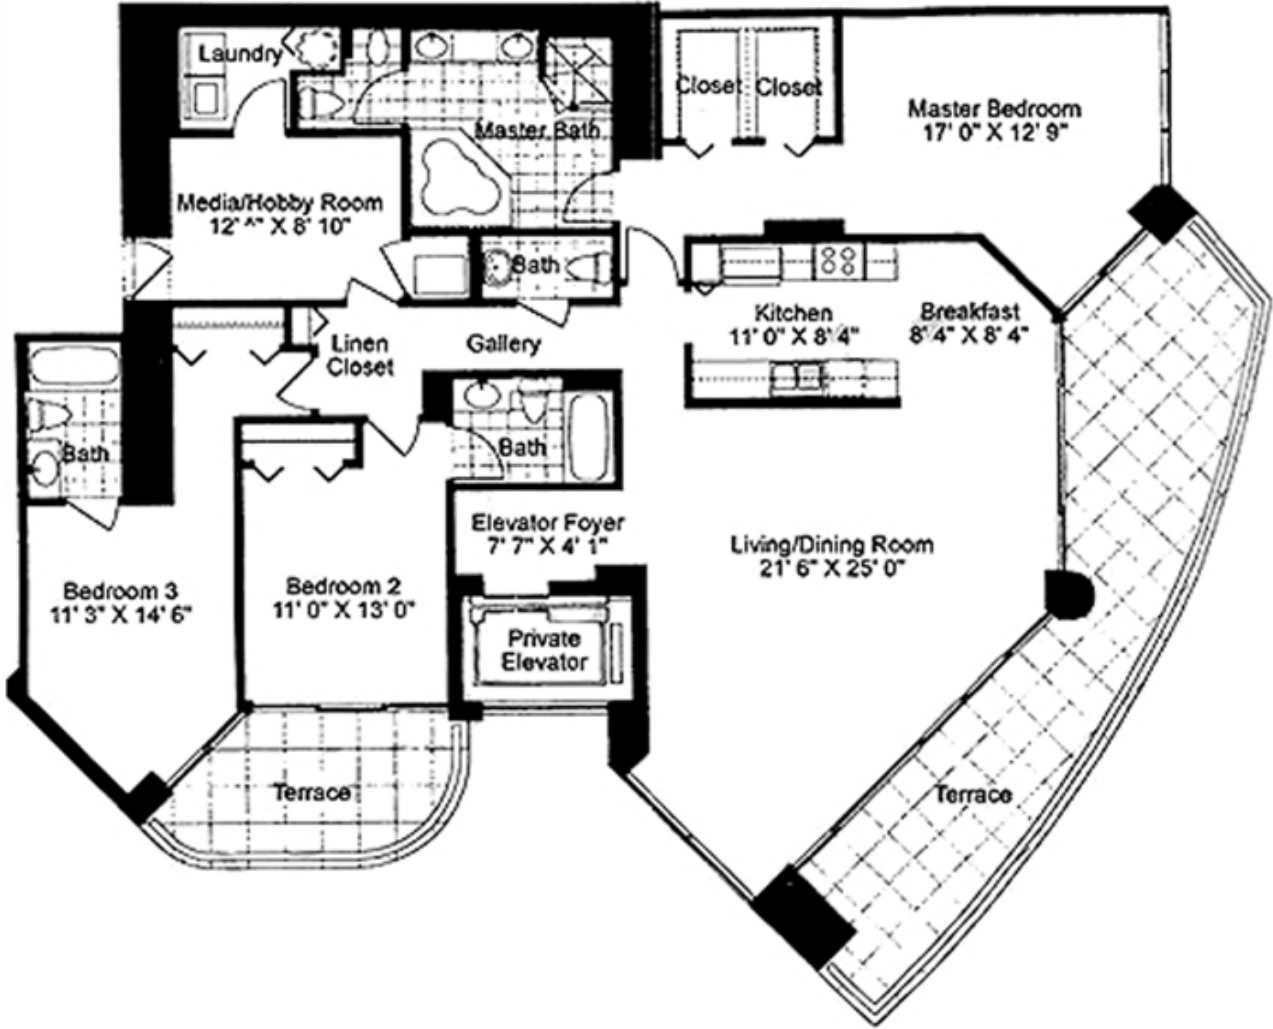 Laundry
Master Bath
Closet
Closet
Master Bedroom
17' 0" X 12' 9"
Media/Hobby Room
X 8' 10"
Bath
Kitchen
11' 0" X 8' 4"
Breakfast
8' 4" X 8' 4"
Linen
Closet
Gallery
Bath
Bath
Elevator Foyer
7' 7" X 4' 1"
Living/Dining Room
21' 6" X 25' 0"
Bedroom 3
11' 3" X 14' 6"
Bedroom 2
11' 0" X 13' 0"
Private
Elevator
Terrace
Terrace